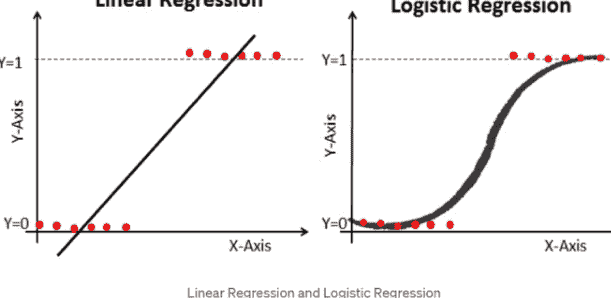 Linear Regression
Logistic Regression
Y=1
Y=1
Y-Axis
Y-Axis
Y=0
Y=0
X-Axis
X-Axis
Linear Regression and Logistic Regression